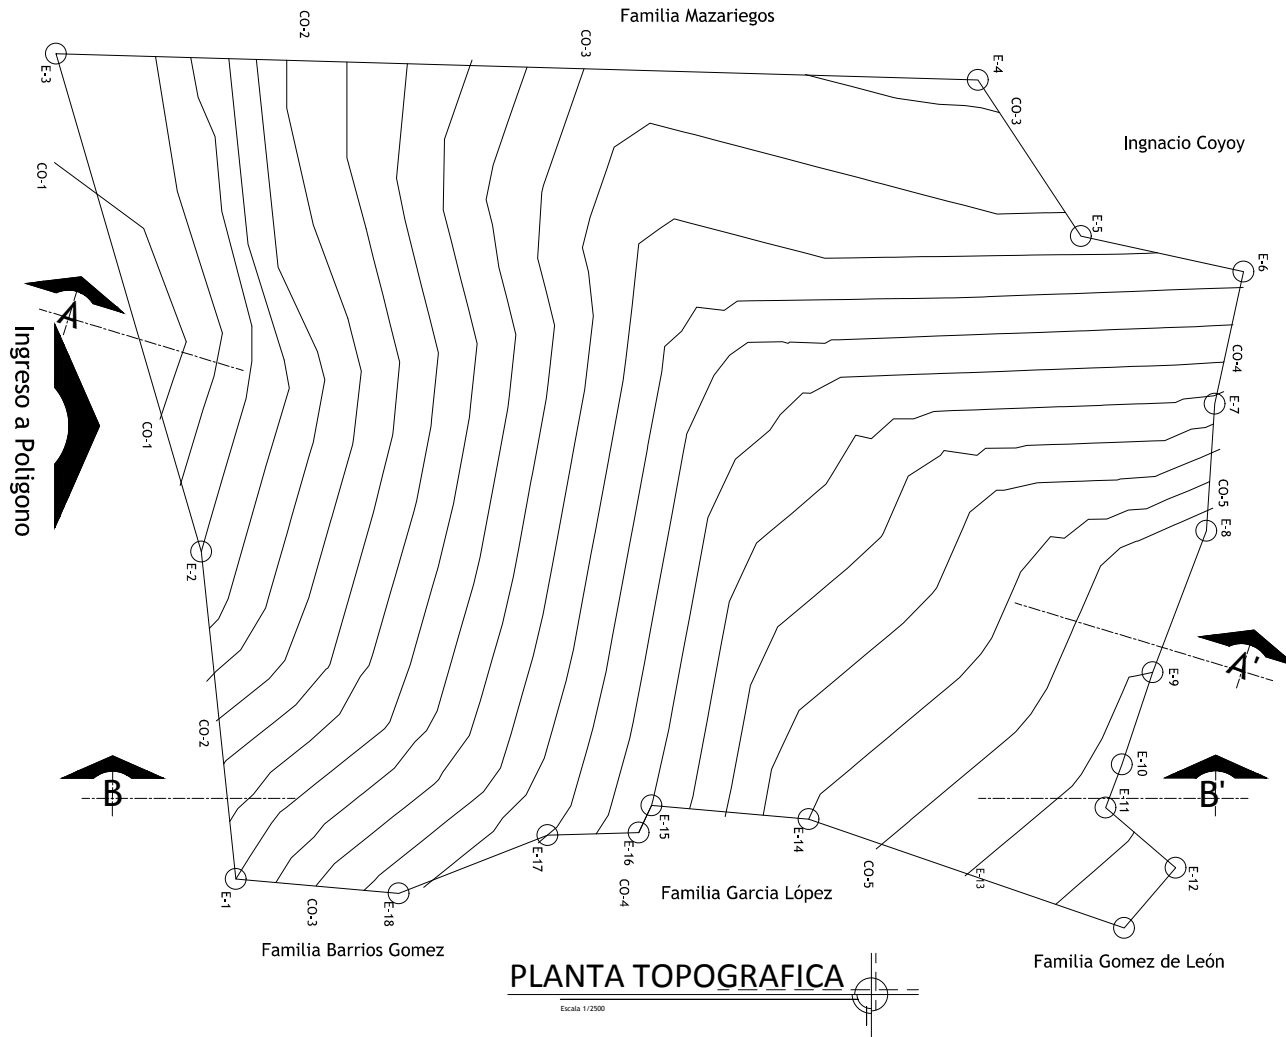 Familia Mazariegos
CO-2
CO-3
E-3
E-4
CO-3
Ingnacio Coyoy
CO-1
E-5
E-6
A
Ingreso a Poligono
CO-4
E-7
CO-1
CO-5
E-8
E-2
A'
E-9
CO-2
E-10
B
B'
E-11
E-15
E-14
E-16
E-17
E-12
E-13
CO-5
E-1
CO-3
E-18
CO-4
Familia Garcia López
Familia Barrios Gomez
Familia Gomez de León
PLANTA TOPOGRAFICA
Escala 1/2500